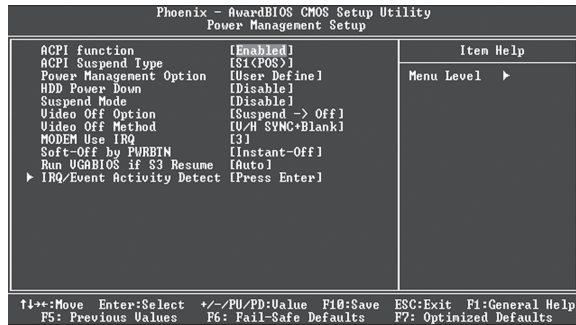 Phoenix - AwardBIOS CMOS Setup Utility
Power Management Setup
ACPI function [Enabled]
ACPI Suspend Type [S1(POS)]
Power Management Option [User Define]
HDD Power Down [Disable]
Suspend Mode [Disable]
Video Off Option [Suspend -> Off]
Video Off Method [V/H SYNC+Blank]
MODEM Use IRQ [3]
Soft-Off by PWRBTN [Instant-Off]
Run VGABIOS if S3 Resume [Auto]
▶ IRQ/Event Activity Detect [Press Enter]
Item Help
Menu Level ▶
↑↓→←:Move Enter:Select +/-/PU/PD:Value F10:Save ESC:Exit F1:General Help
F5: Previous Values F6: Fail-Safe Defaults F7: Optimized Defaults